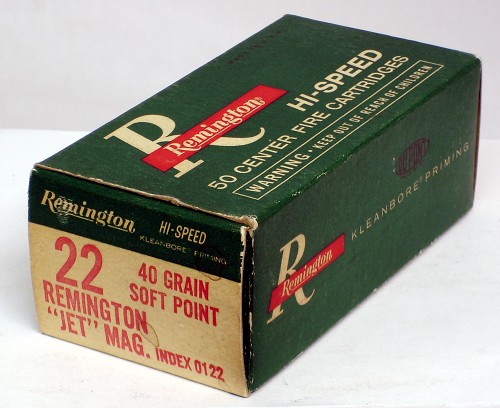 R
Remington®
HI-SPEED
50 CENTER FIRE CARTRIDGES
WARNING • KEEP OUT OF REACH OF CHILDREN
Remington
HI-SPEED
KLEANBORE® PRIMING
22
REMINGTON
"JET" MAG.
40 GRAIN
SOFT POINT
INDEX 0122
R
Remington
DUPONT
KLEANBORE® PRIMING